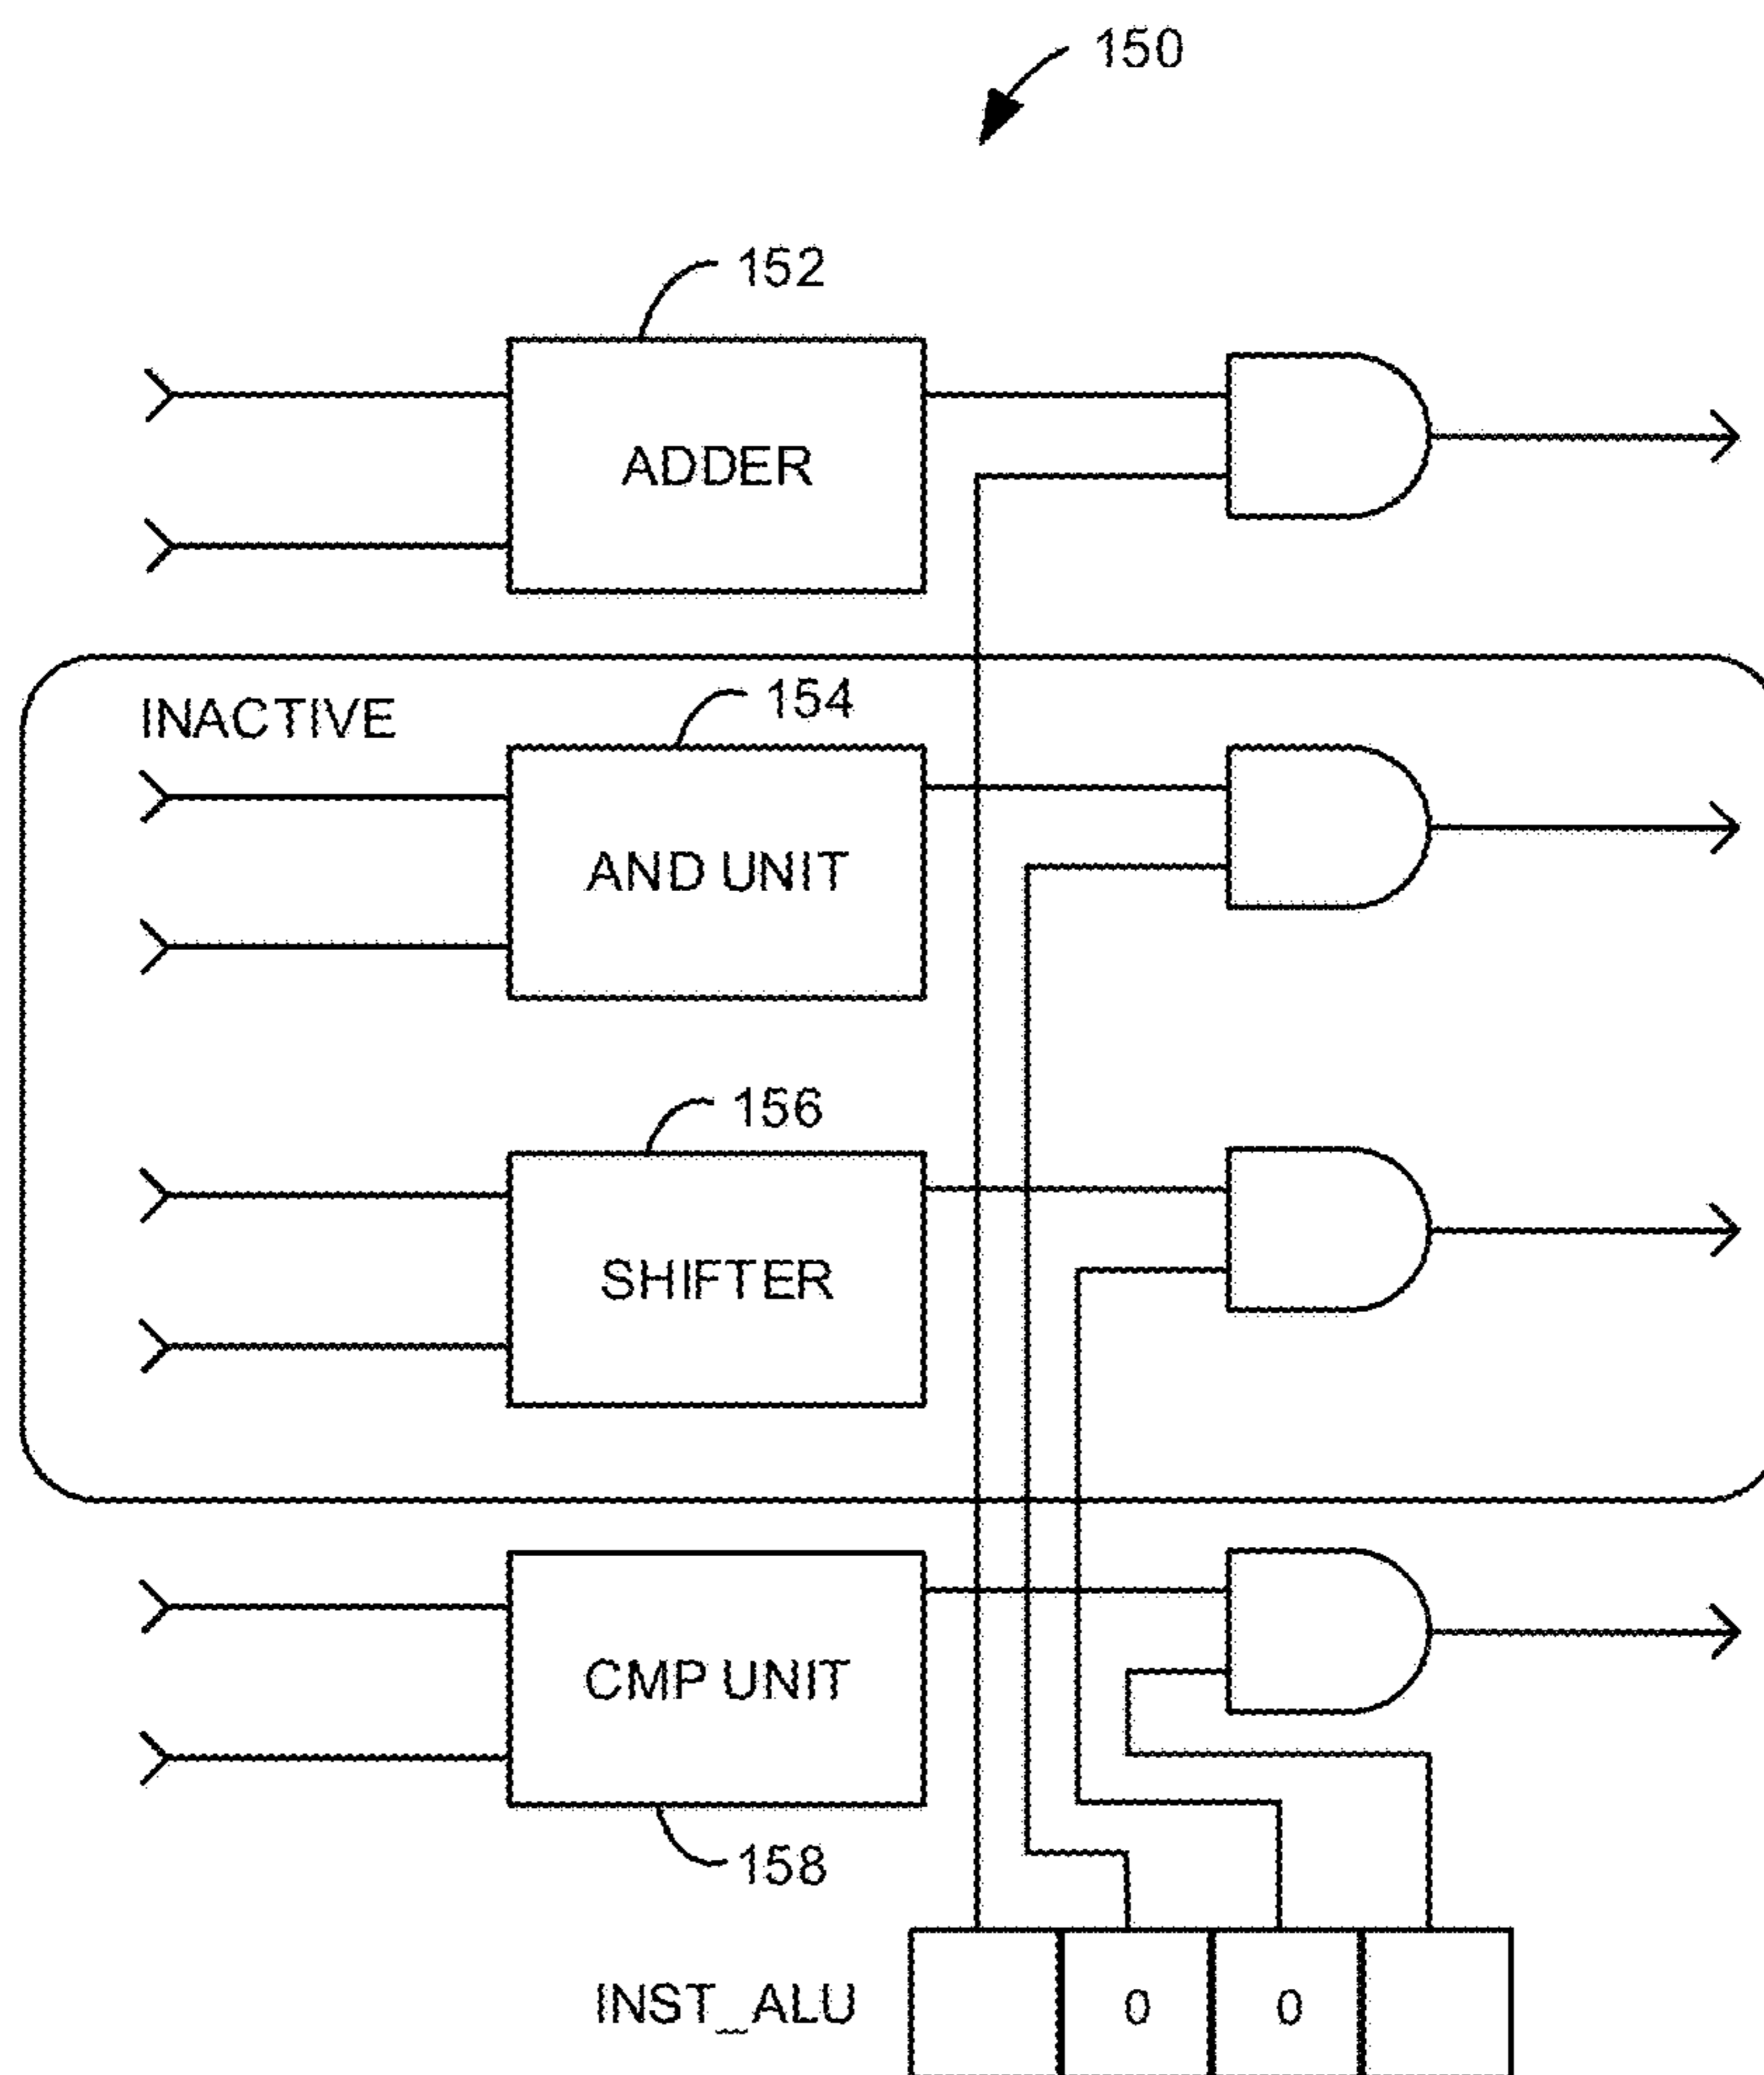 150
152
ADDER
INACTIVE
154
AND UNIT
156
SHIFTER
CMP UNIT
158
INST_ALU
0
0